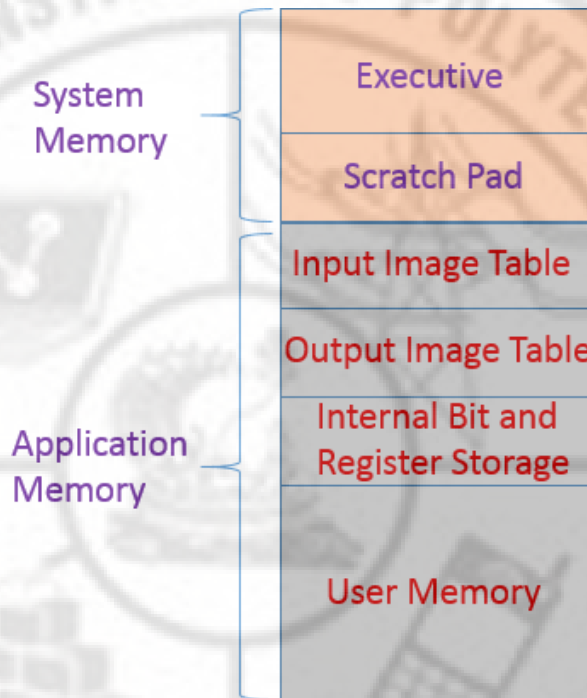 System
Memory
Executive
Scratch Pad
Application
Memory
Input Image Table
Output Image Table
Internal Bit and
Register Storage
User Memory